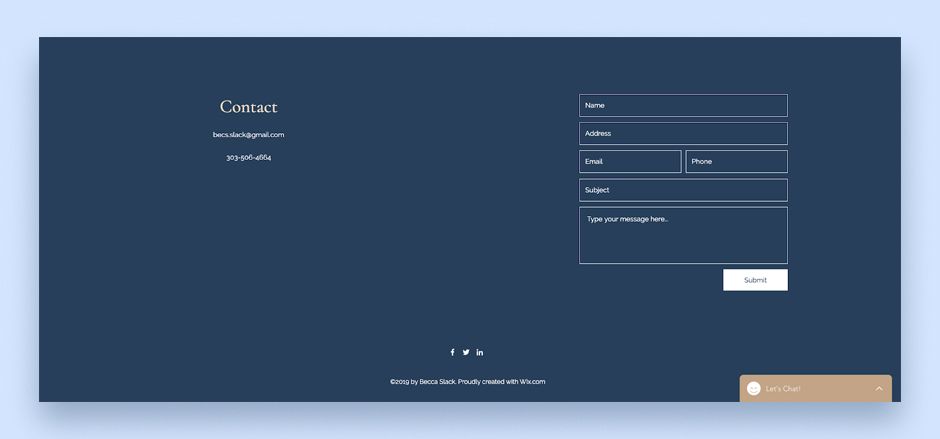 Contact
becs.slack@gmail.com
303-506-4664
Name
Address
Email
Phone
Subject
Type your message here...
Submit
©2019 by Becca Slack. Proudly created with Wix.com
Let's Chat!